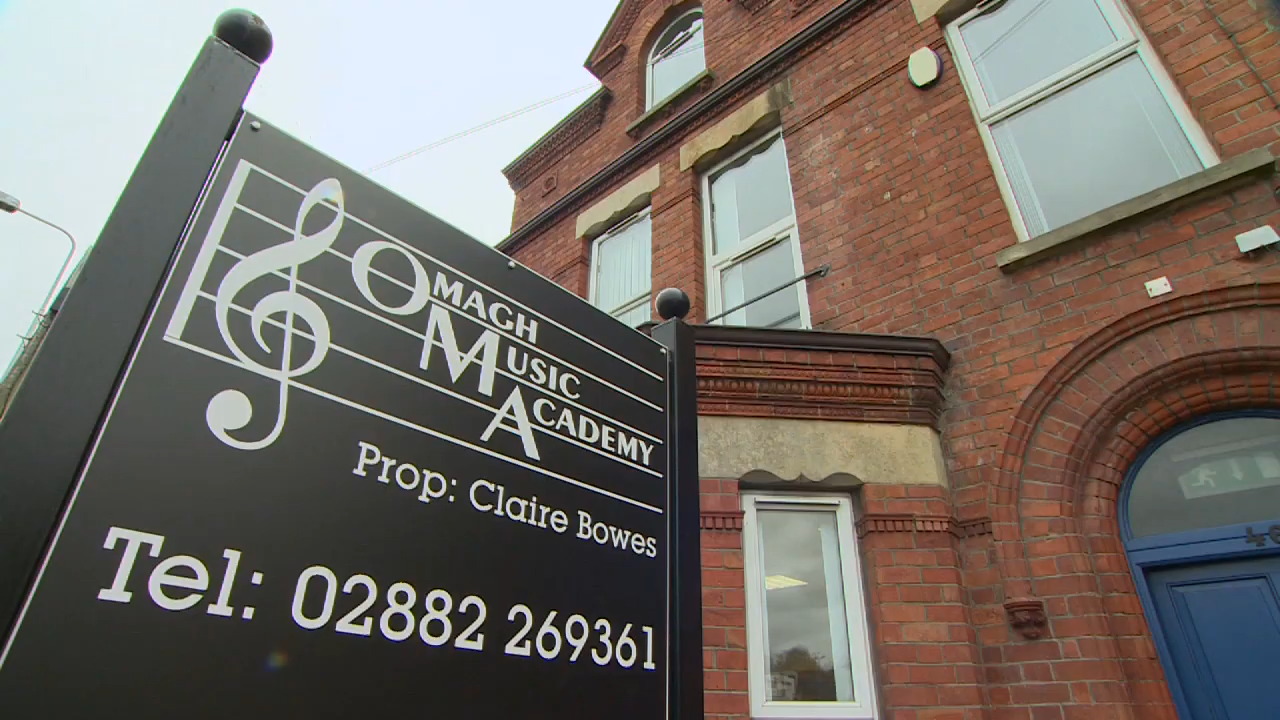 OMAGH
MUSIC
ACADEMY
Prop: Claire Bowes
Tel: 02882 269361